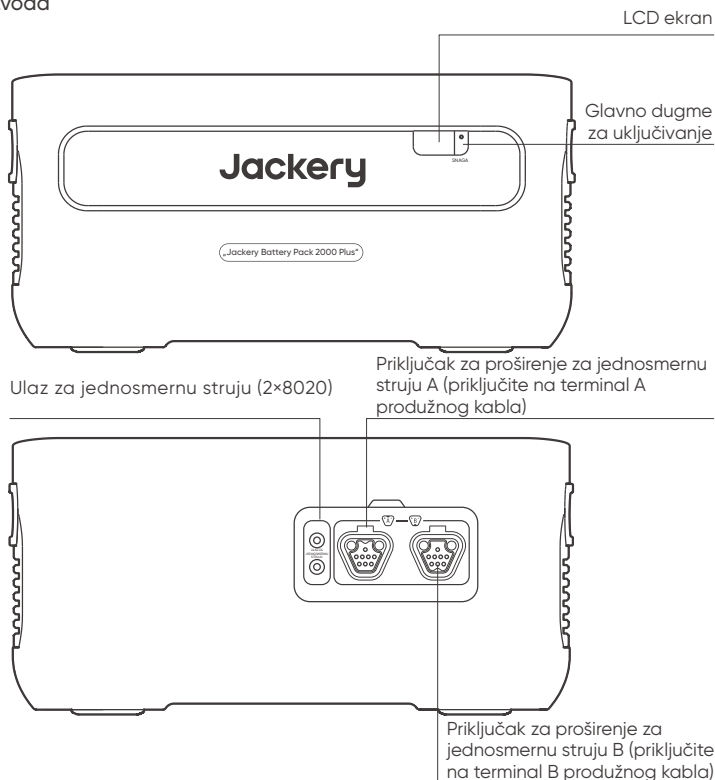 LCD ekran
Glavno dugme
za uključivanje
Jackery
SNAGA
„Jackery Battery Pack 2000 Plus“
Ulaz za jednosmernu struju (2×8020)
Priključak za proširenje za jednosmernu
struju A (priključite na terminal A
produžnog kabla)
A
B
Priključak za proširenje za
jednosmernu struju B (priključite
na terminal B produžnog kabla)